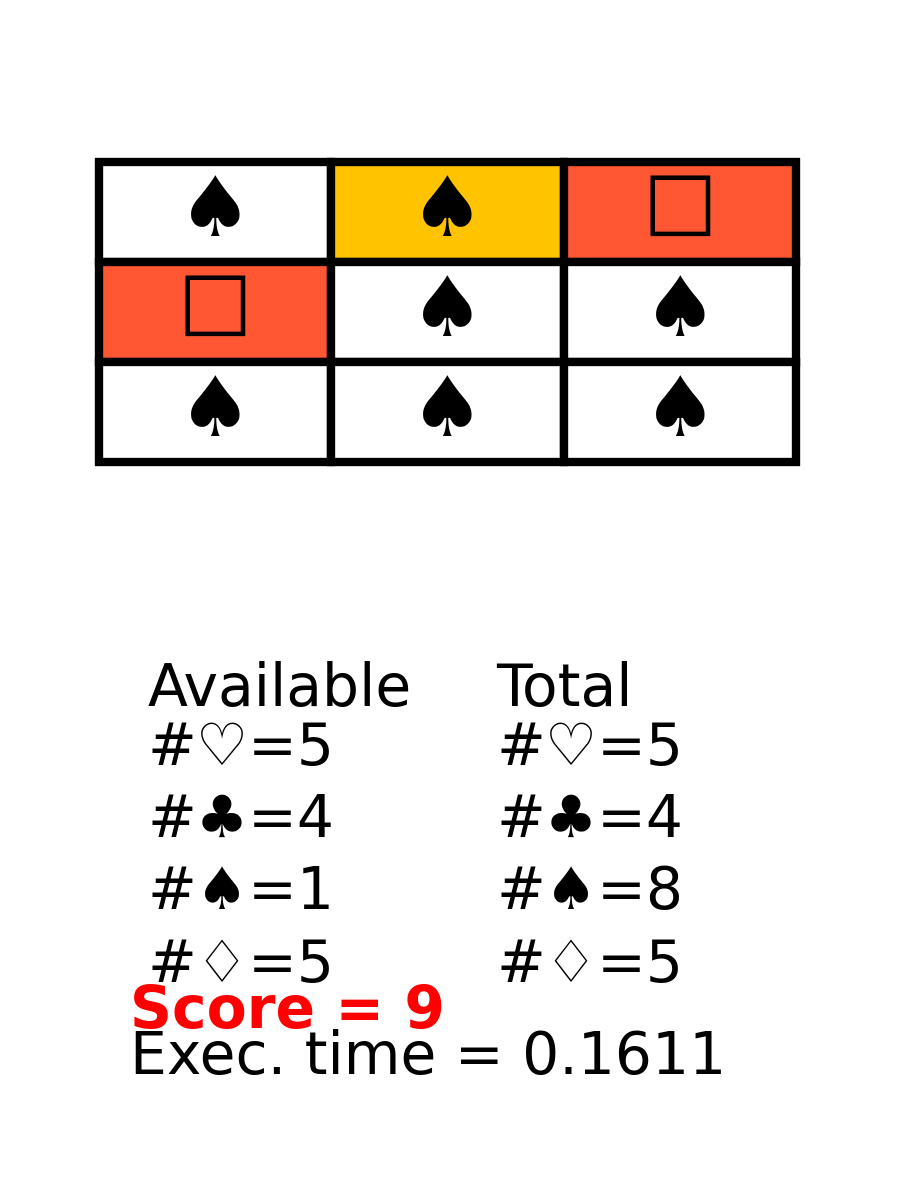 ♠ ♠ □
□ ♠ ♠
♠ ♠ ♠
Available Total
#♡=5 #♡=5
#♣=4 #♣=4
#♠=1 #♠=8
#♢=5 #♢=5
Score = 9
Exec. time = 0.1611